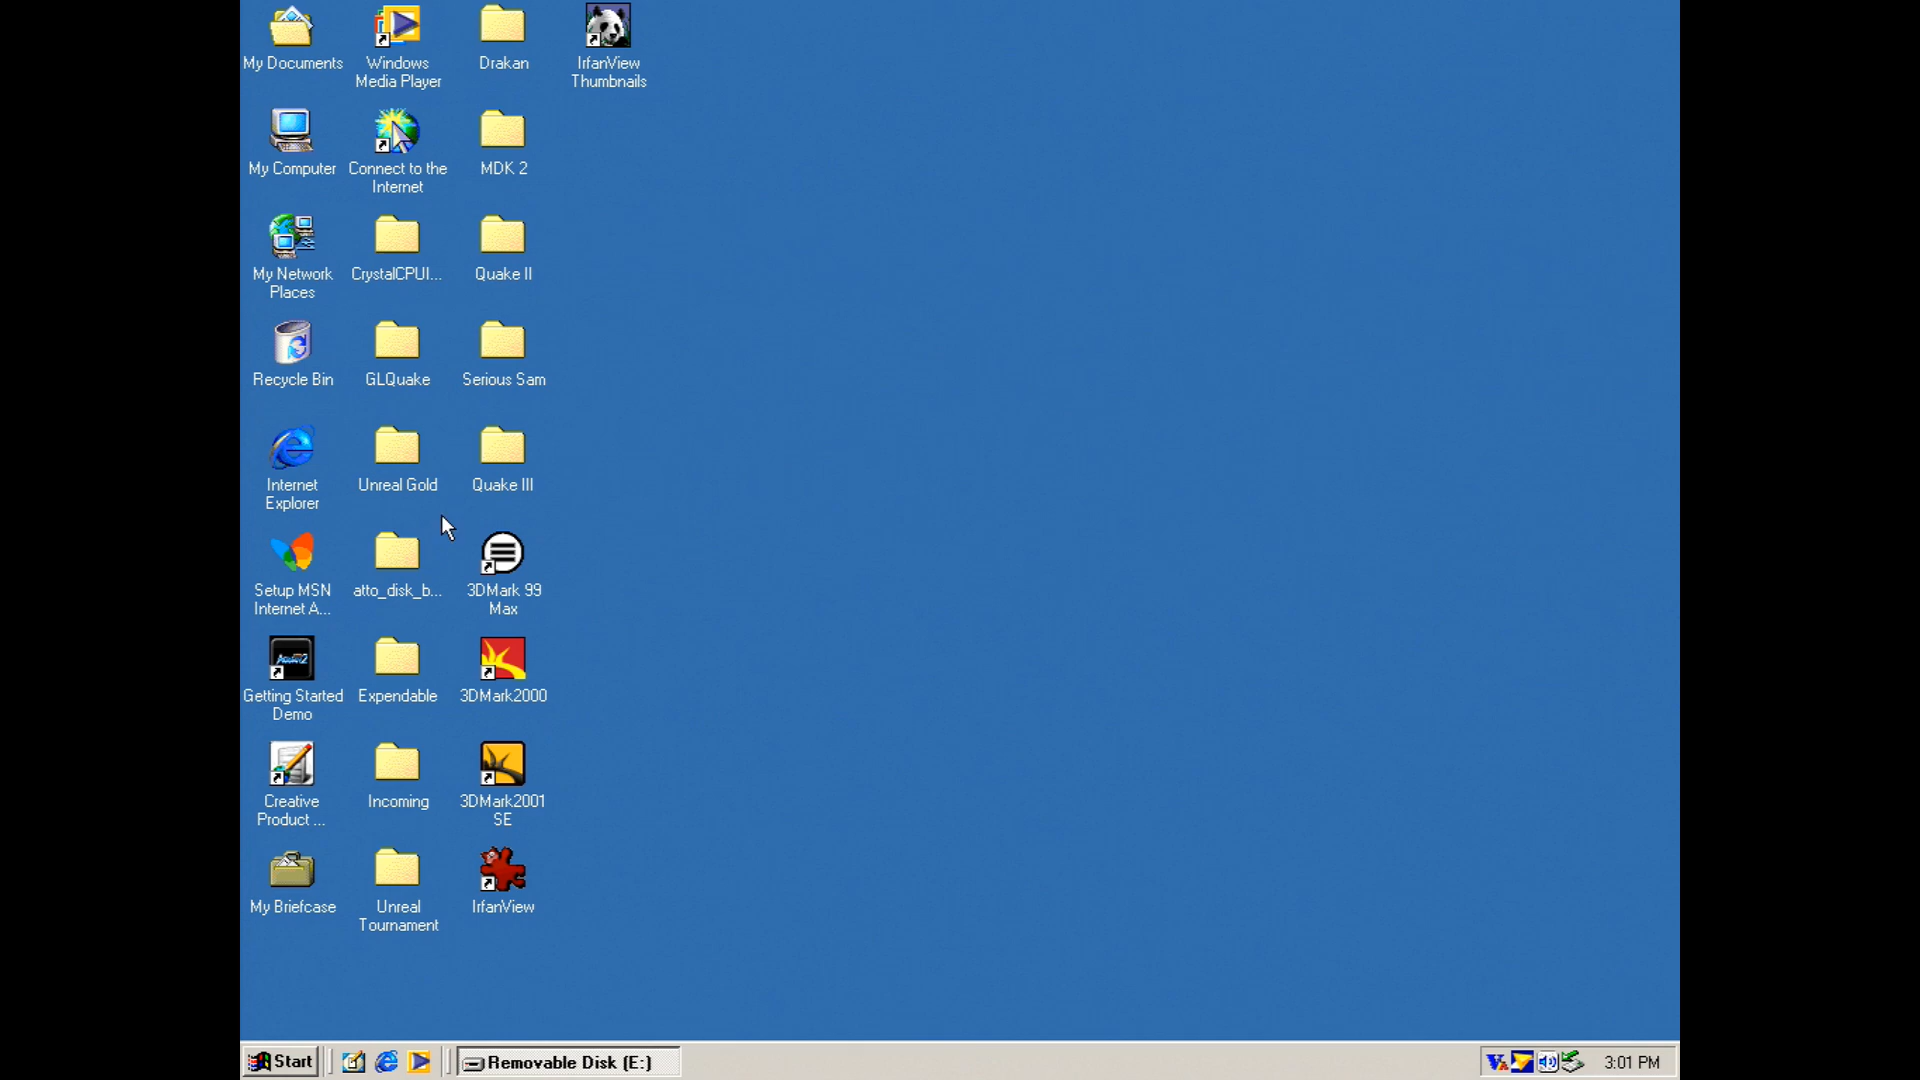 My Documents
Windows
Media Player
Drakan
IrfanView
Thumbnails
My Computer
Connect to the
Internet
MDK 2
My Network
Places
CrystalCPUI...
Quake II
Recycle Bin
GLQuake
Serious Sam
Internet
Explorer
Unreal Gold
Quake III
Setup MSN
Internet A...
atto_disk_b...
3DMark 99
Max
Getting Started
Demo
Expendable
3DMark2000
Creative
Product ...
Incoming
3DMark2001
SE
My Briefcase
Unreal
Tournament
IrfanView
Start
Removable Disk (E:)
3:01 PM